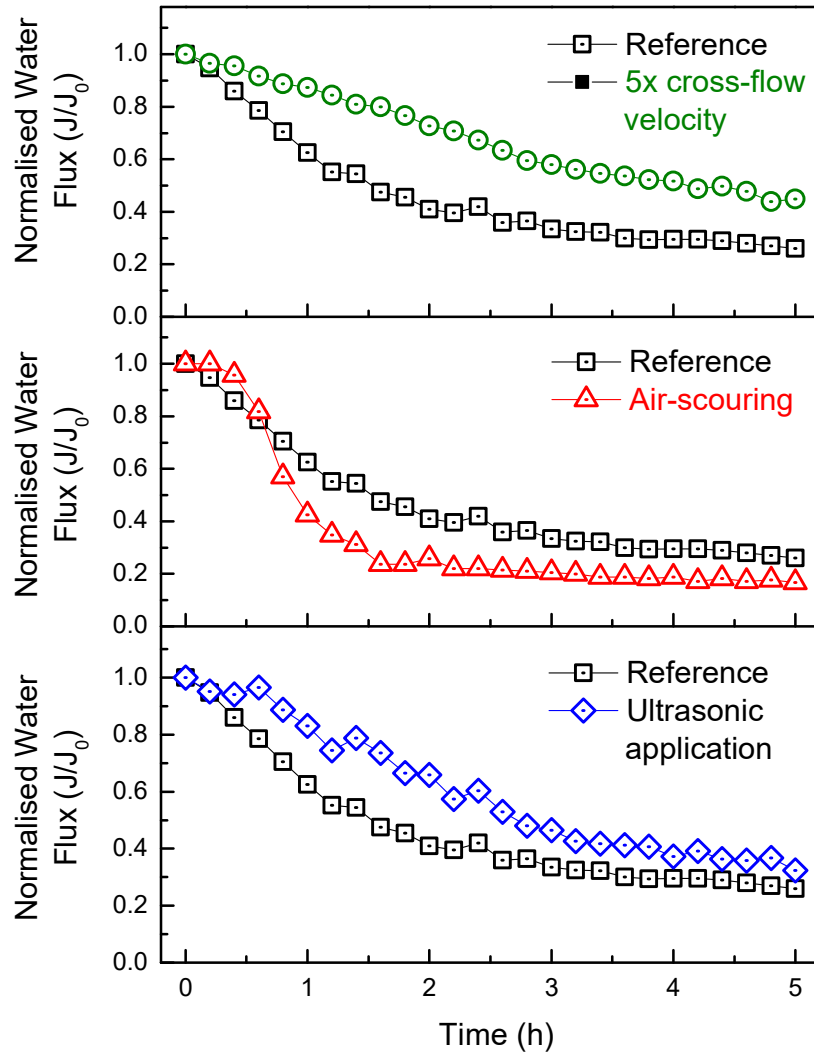 Normalised Water
Flux (J/J0)
1.0
0.8
0.6
0.4
0.2
0.0
Reference
5x cross-flow
velocity
Normalised Water
Flux (J/J0)
1.0
0.8
0.6
0.4
0.2
0.0
Reference
Air-scouring
Normalised Water
Flux (J/J0)
1.0
0.8
0.6
0.4
0.2
0.0
Reference
Ultrasonic
application
0 1 2 3 4 5
Time (h)